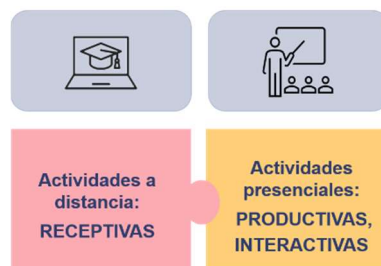 Actividades a
distancia:
RECEPTIVAS
Actividades
presenciales:
PRODUCTIVAS,
INTERACTIVAS